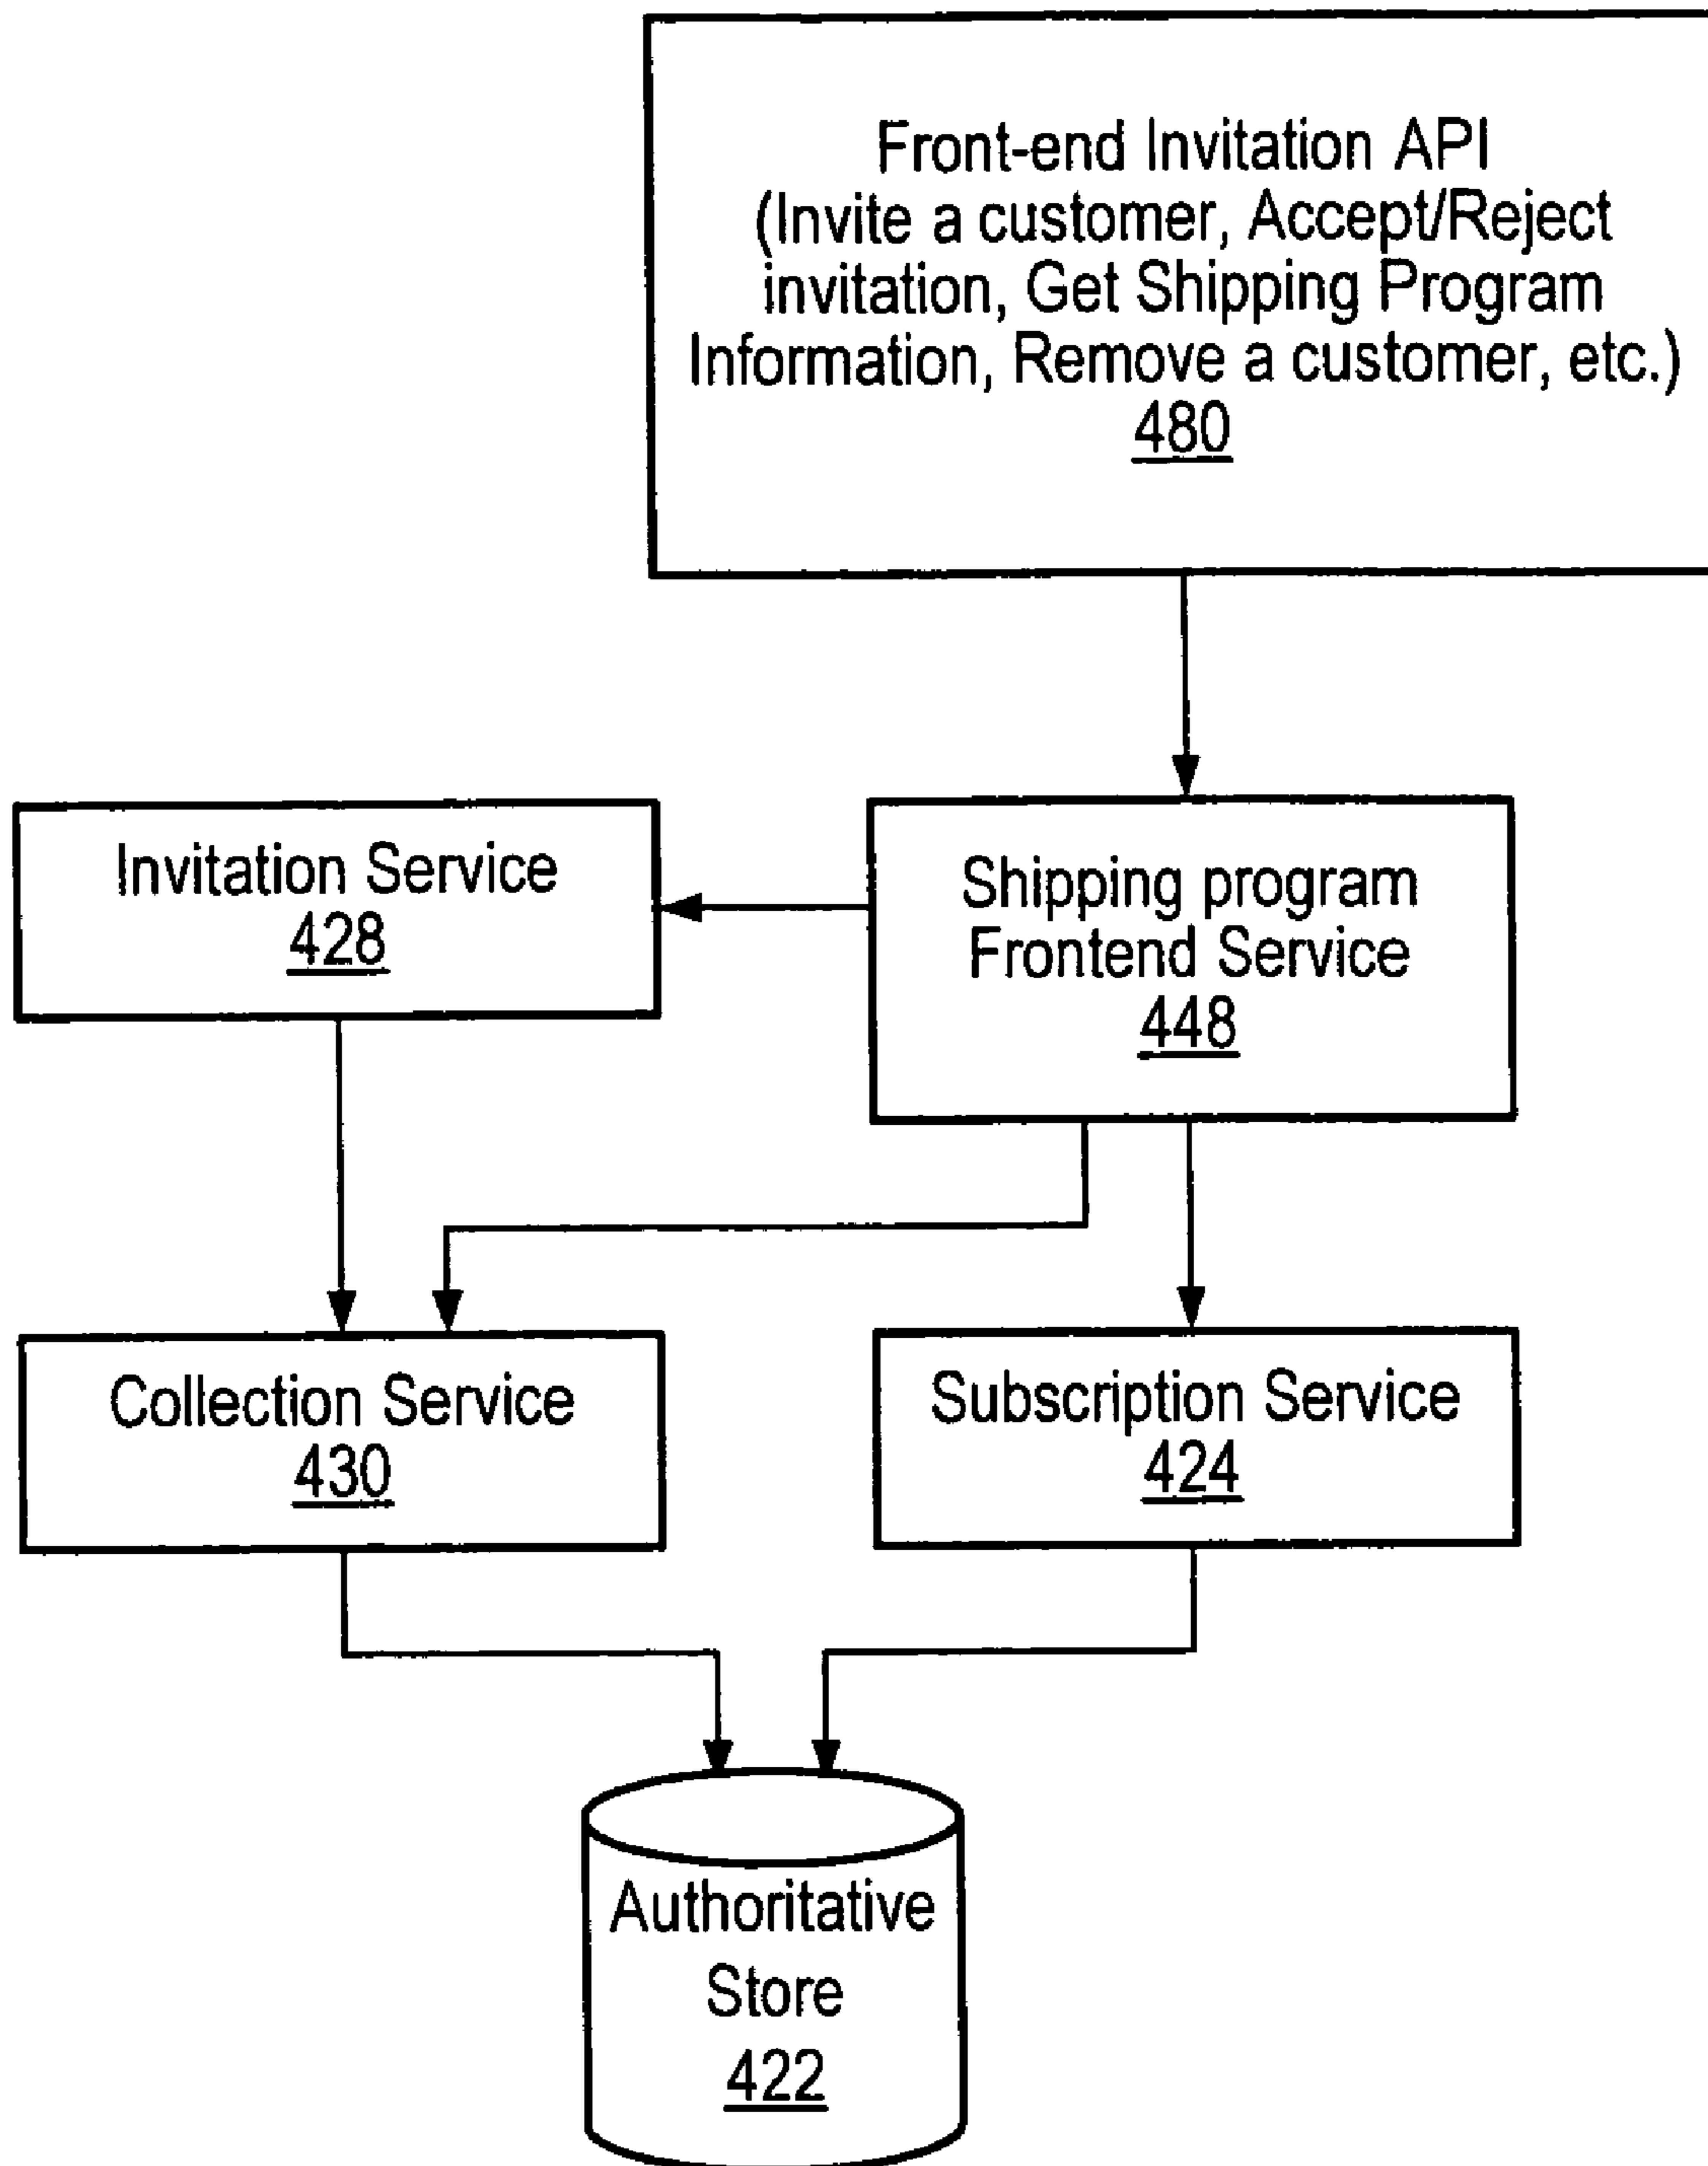 Front-end Invitation API
(Invite a customer, Accept/Reject
invitation, Get Shipping Program
Information, Remove a customer, etc.)
480
Invitation Service
428
Shipping program
Frontend Service
448
Collection Service
430
Subscription Service
424
Authoritative
Store
422